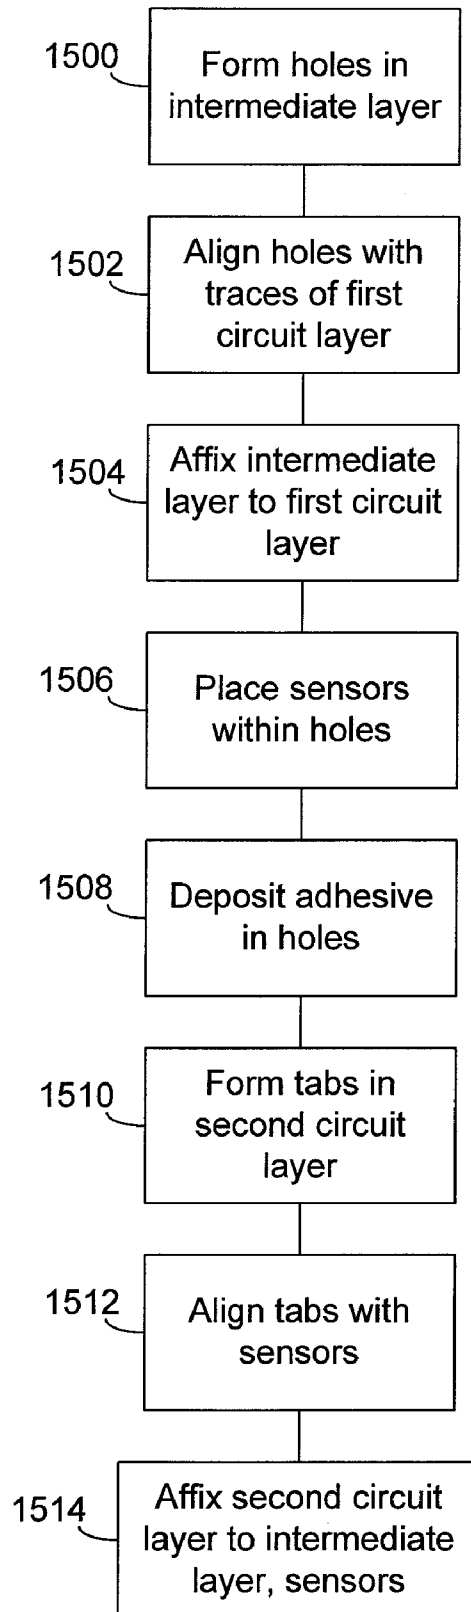 1500
Form holes in
intermediate layer
1502
Align holes with
traces of first
circuit layer
1504
Affix intermediate
layer to first circuit
layer
1506
Place sensors
within holes
1508
Deposit adhesive
in holes
1510
Form tabs in
second circuit
layer
1512
Align tabs with
sensors
1514
Affix second circuit
layer to intermediate
layer, sensors